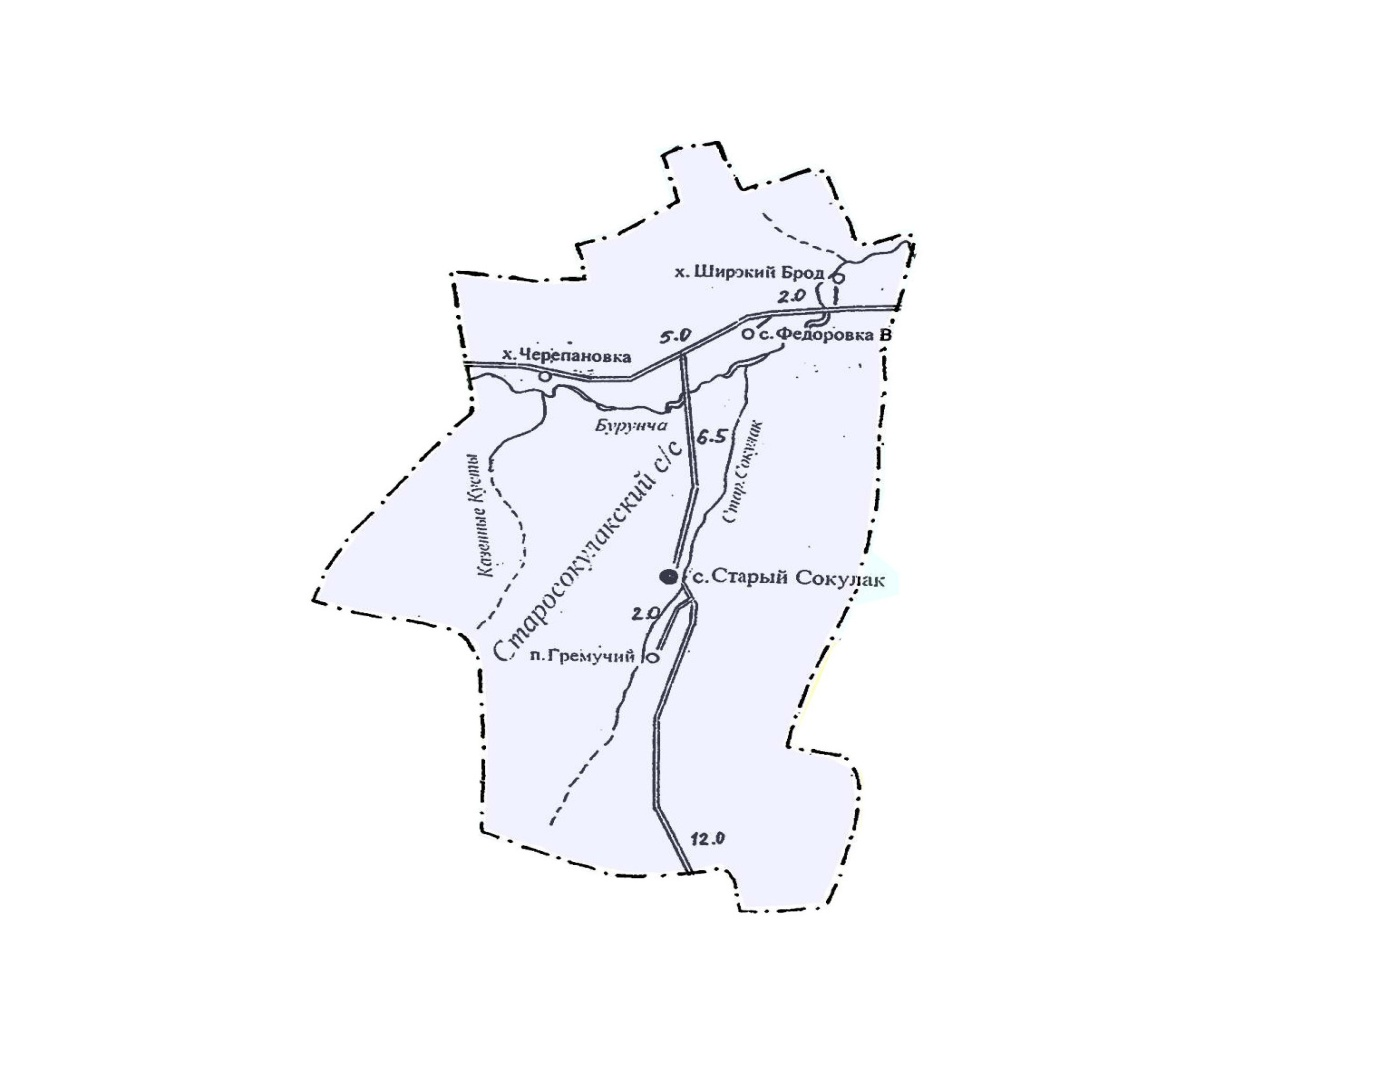 х. Широкий Брод
2.0
5.0
с. Федоровка В
х. Черепановка
Бурунча
6.5
Стар. Сокулак
Казенные Кусты
Старосокулакский с/с
с. Старый Сокулак
2.0
п. Гремучий
12.0